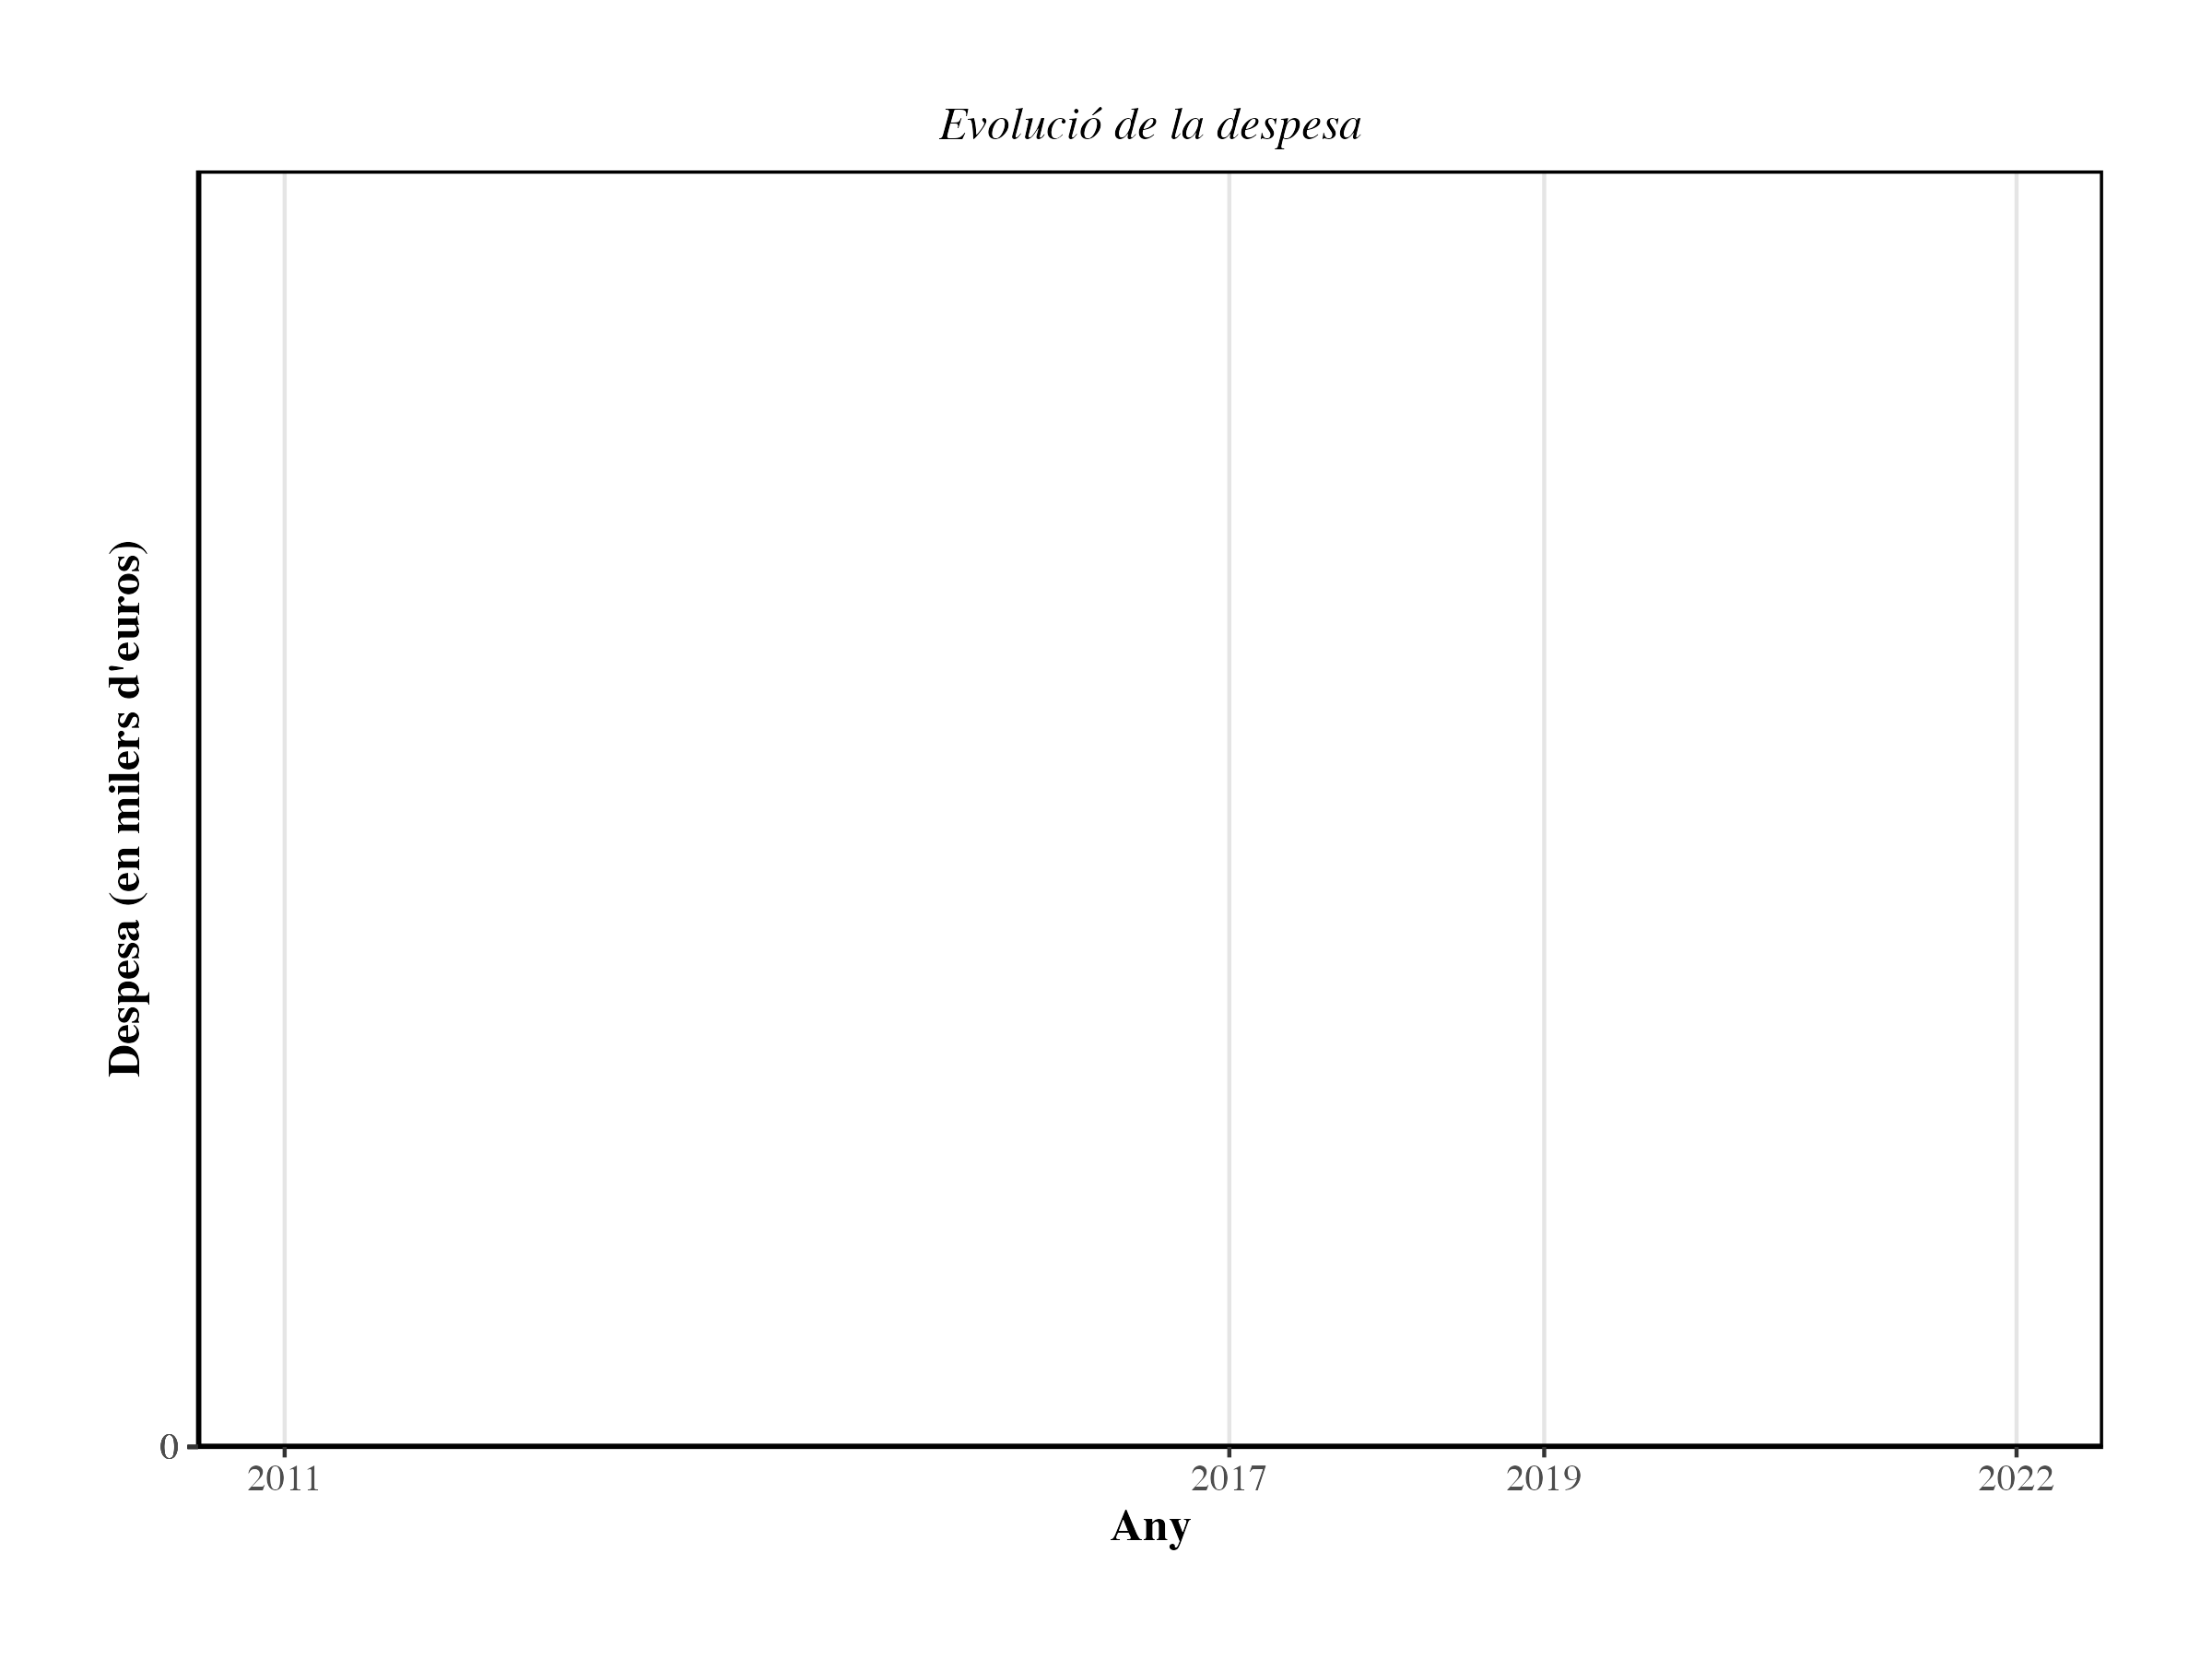 Evolució de la despesa
Despesa (en milers d'euros)
0
2011 2017 2019 2022
Any